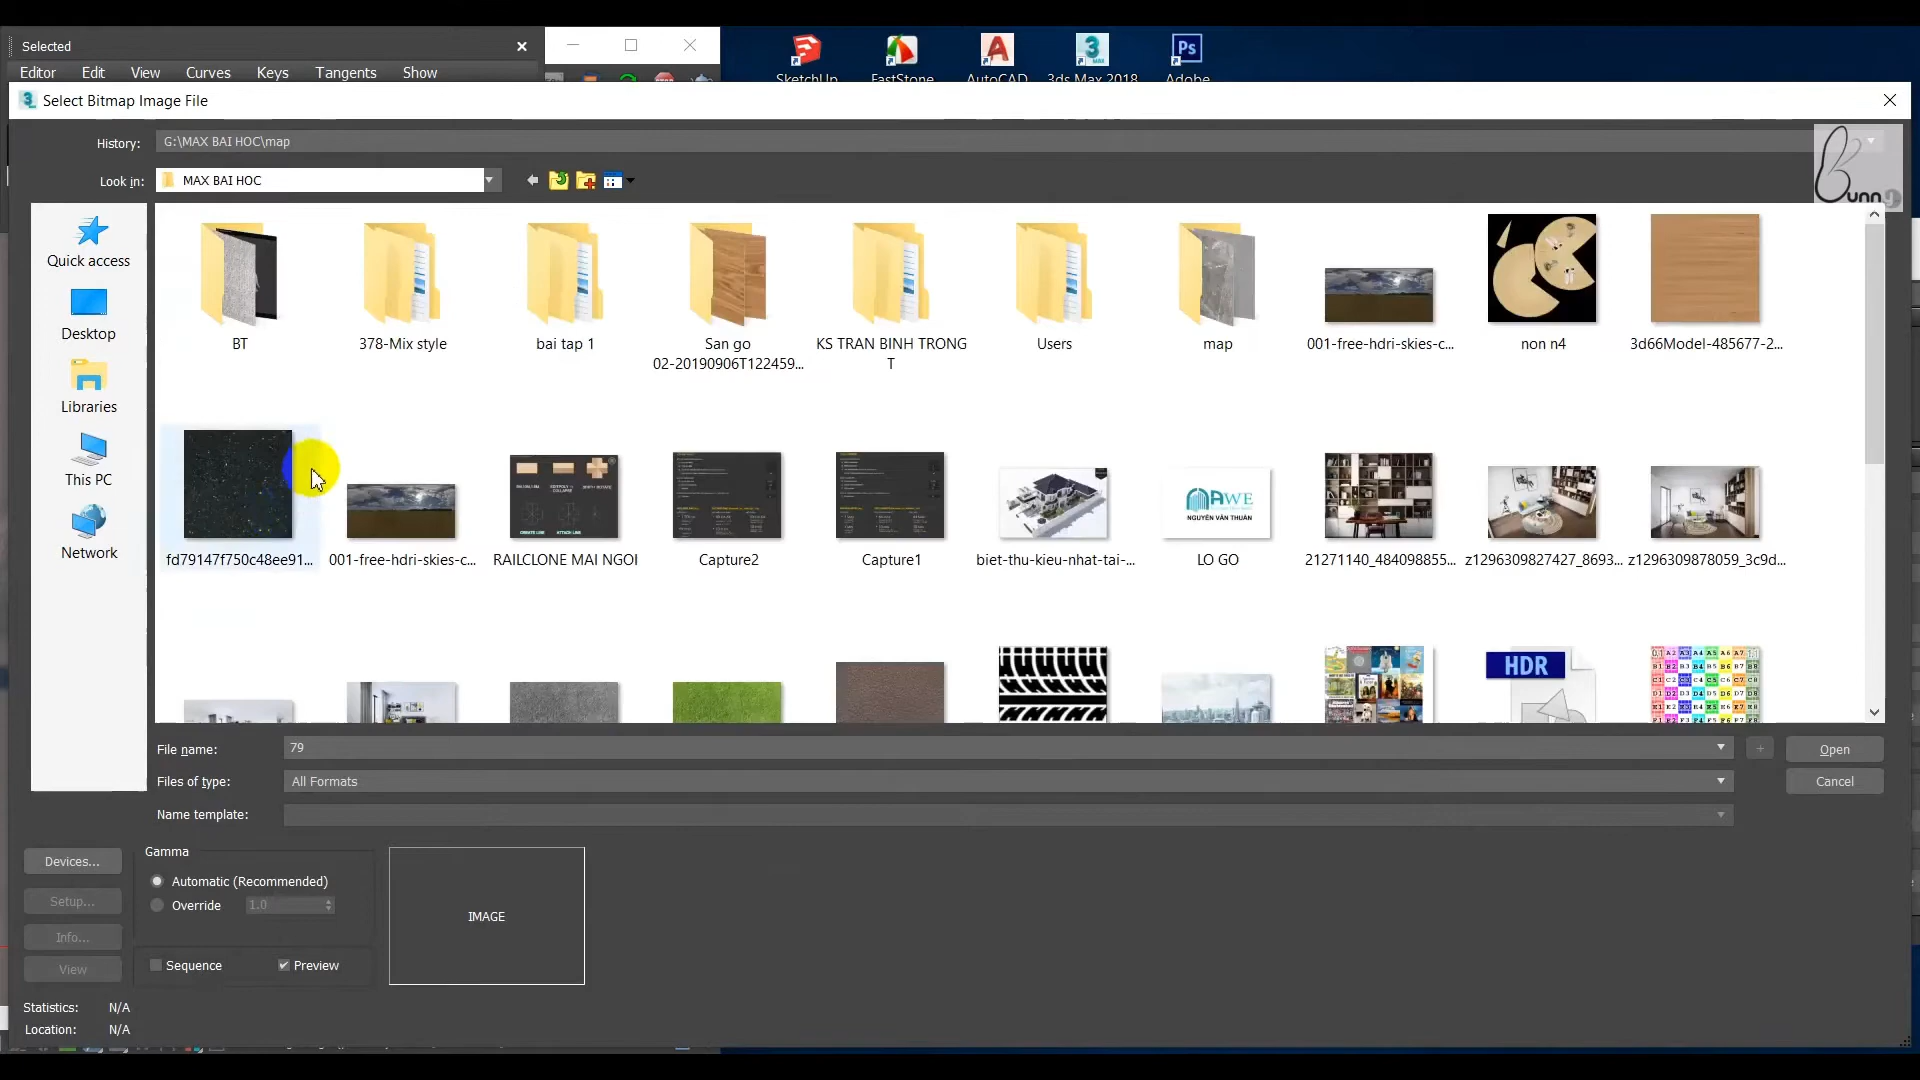 Selected
Editor Edit View Curves Keys Tangents Show
SketchUp FastStone AutoCAD 3ds Max 2018 Adobe
Select Bitmap Image File
History: G:\MAX BAI HOC\map
Look in: MAX BAI HOC
Bunny
Quick access
Desktop
Libraries
This PC
Network
BT
378-Mix style
bai tap 1
San go
02-20190906T122459...
KS TRAN BINH TRONG
T
Users
map
001-free-hdri-skies-c...
non n4
3d66Model-485677-2...
AWE
NGUYỄN VĂN THUẬN
fd79147f750c48ee91...
001-free-hdri-skies-c...
RAILCLONE MAI NGOI
Capture2
Capture1
biet-thu-kieu-nhat-tai-...
LO GO
21271140_484098855...
z1296309827427_8693...
z1296309878059_3c9d...
HDR
File name: 79
Open
Files of type: All Formats
Cancel
Name template:
Devices...
Setup...
Info...
View
Gamma
Automatic (Recommended)
Override 1.0
Sequence Preview
IMAGE
Statistics: N/A
Location: N/A